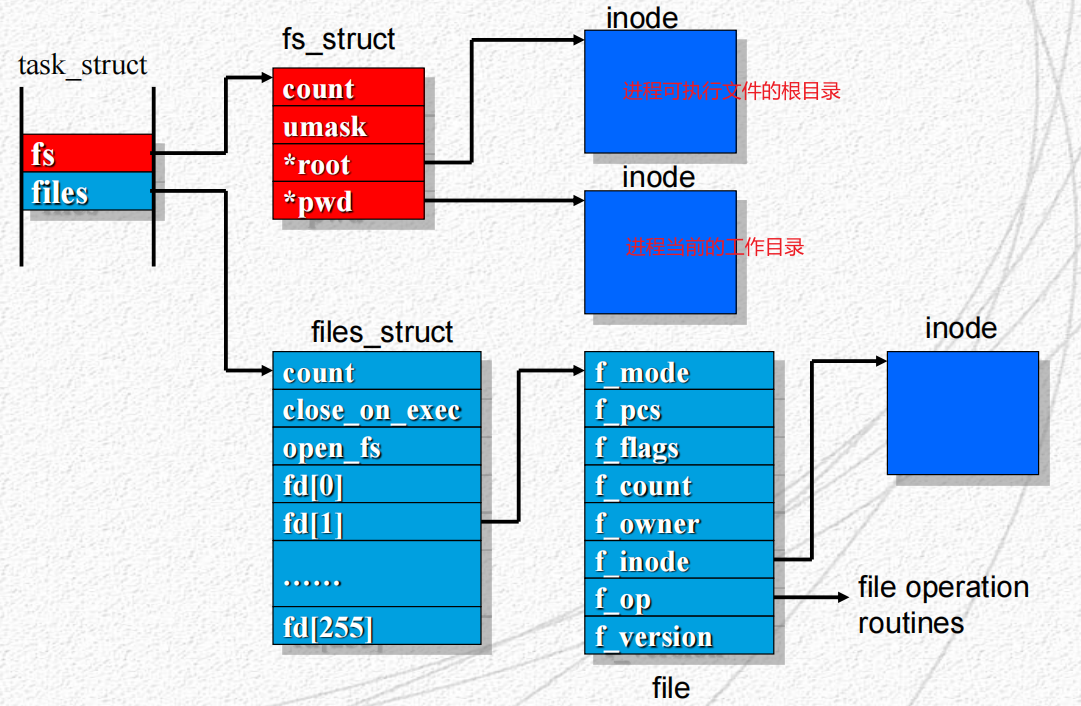 inode
fs_struct
task_struct
count
umask
*root
*pwd
进程可执行文件的根目录
fs
files
inode
进程当前的工作目录
files_struct
count
close_on_exec
open_fs
fd[0]
fd[1]
……
fd[255]
f_mode
f_pcs
f_flags
f_count
f_owner
f_inode
f_op
f_version
file
inode
file operation
routines